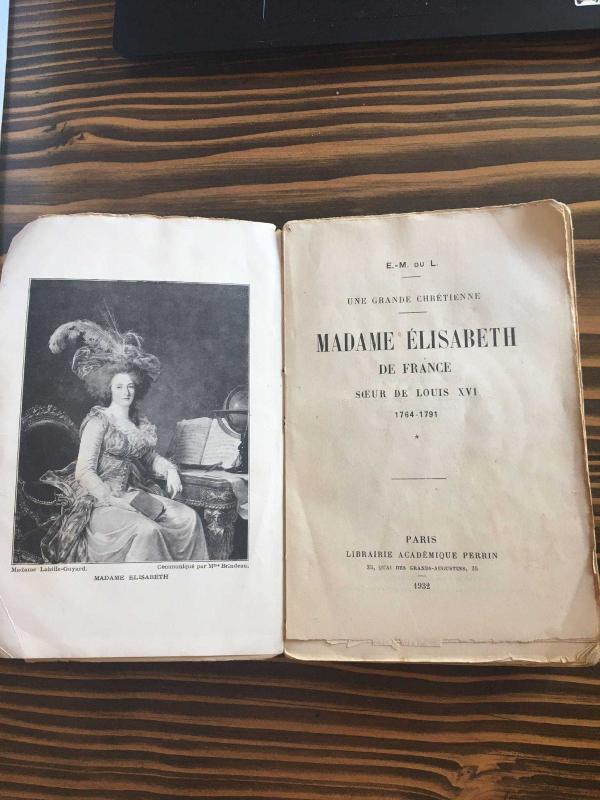 Madame Labille-Guyard. Communiqué par Mme Brindeau.
MADAME ELISABETH
E.-M. DU L.
UNE GRANDE CHRÉTIENNE
MADAME ÉLISABETH
DE FRANCE
SŒUR DE LOUIS XVI
1764-1791
*
PARIS
LIBRAIRIE ACADÉMIQUE PERRIN
35, QUAI DES GRANDS-AUGUSTINS, 35
1932